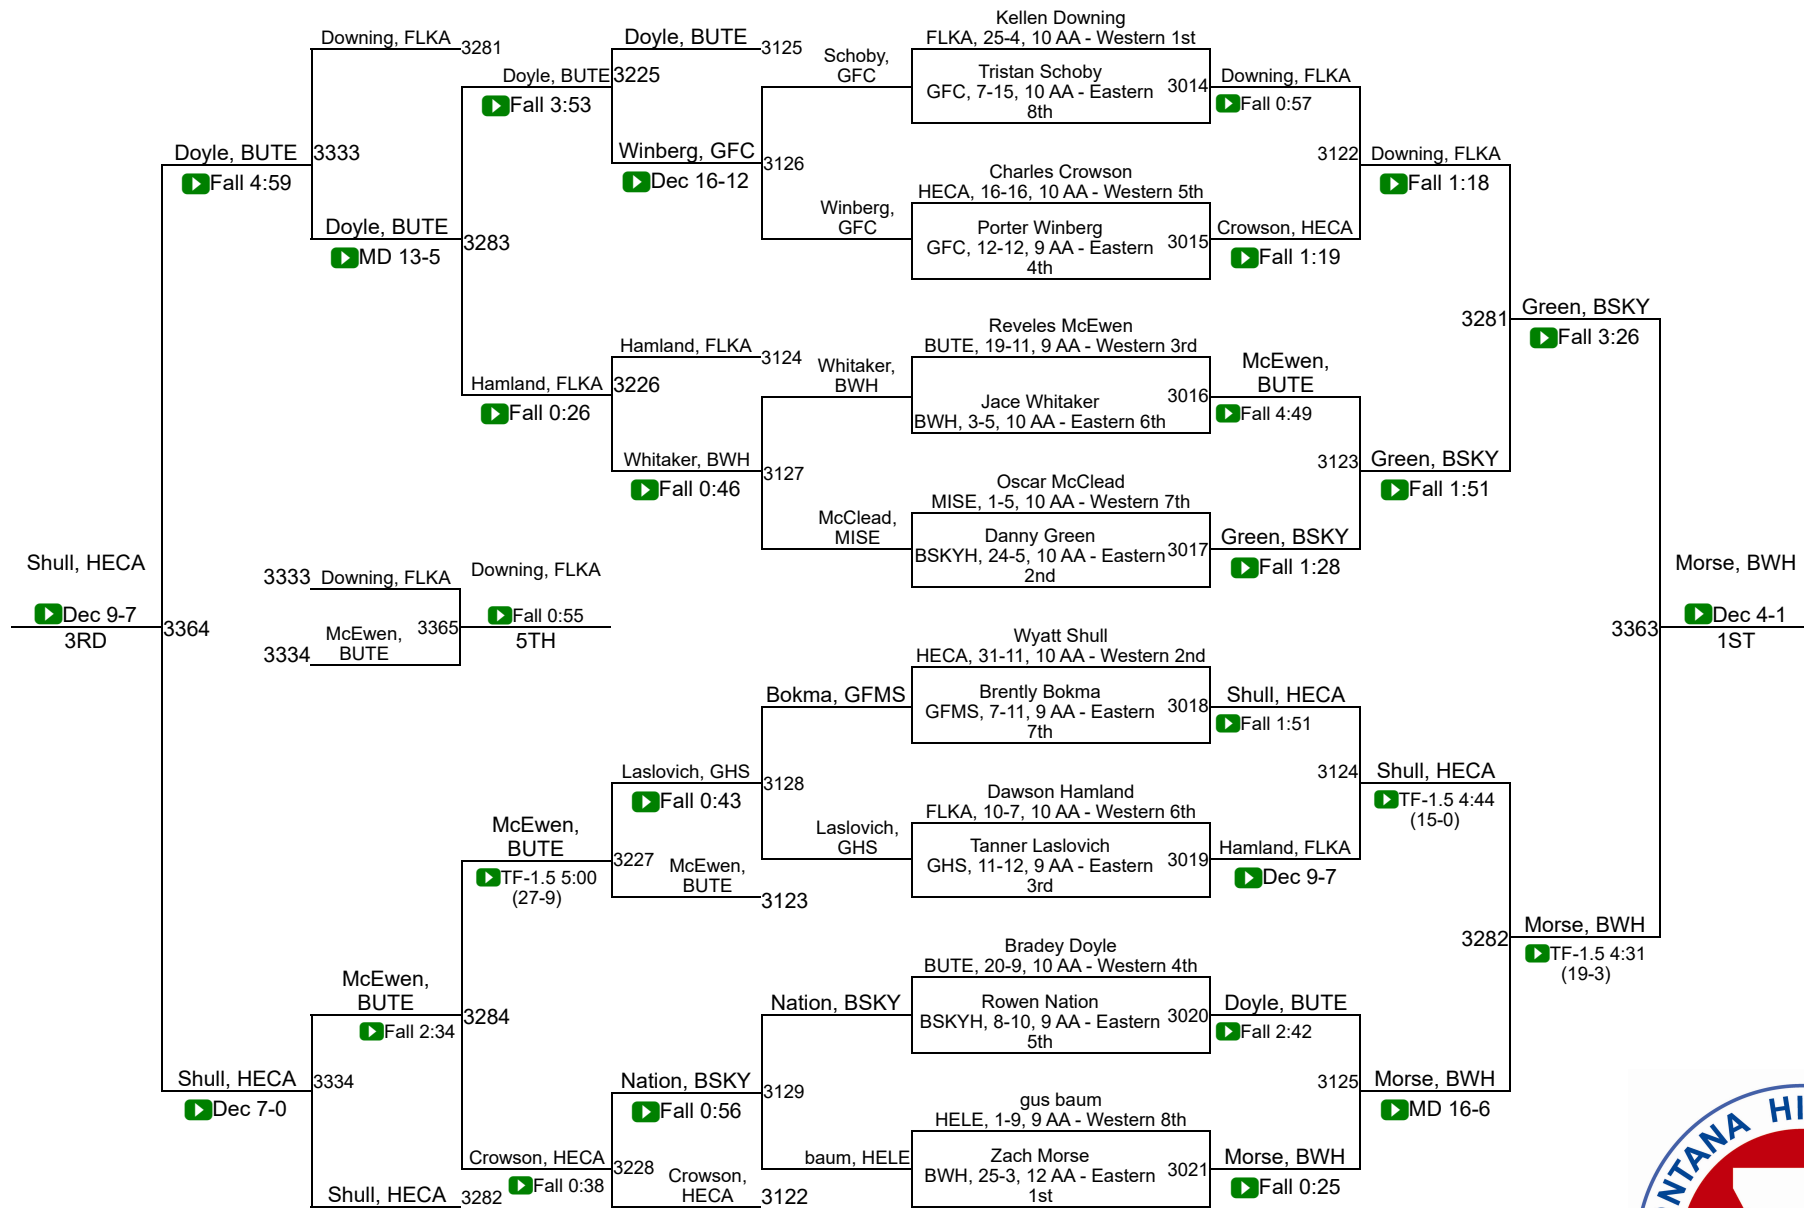 Shull, HECA
Dec 9-7
3RD
3364
Doyle, BUTE
Fall 4:59
3333
Downing, FLKA
3281
Doyle, BUTE
MD 13-5
3283
Doyle, BUTE
Fall 3:53
3225
Doyle, BUTE
3125
Winberg, GFC
Dec 16-12
3126
Schoby,
GFC
Winberg,
GFC
Hamland, FLKA
Fall 0:26
3226
Hamland, FLKA
3124
Whitaker, BWH
Fall 0:46
3127
Whitaker,
BWH
McClead,
MISE
3333
Downing, FLKA
3334
McEwen,
BUTE
3365
Downing, FLKA
Fall 0:55
5TH
Shull, HECA
Dec 7-0
3334
McEwen,
BUTE
Fall 2:34
3284
Shull, HECA
3282
McEwen,
BUTE
TF-1.5 5:00
(27-9)
3227
Laslovich, GHS
Fall 0:43
3128
McEwen,
BUTE
3123
Bokma, GFMS
Laslovich,
GHS
Crowson, HECA
Fall 0:38
3228
Nation, BSKY
Fall 0:56
3129
Crowson,
HECA
3122
Nation, BSKY
baum, HELE
Kellen Downing
FLKA, 25-4, 10 AA - Western 1st
Tristan Schoby
GFC, 7-15, 10 AA - Eastern
8th
3014
Downing, FLKA
Fall 0:57
Charles Crowson
HECA, 16-16, 10 AA - Western 5th
Porter Winberg
GFC, 12-12, 9 AA - Eastern
4th
3015
Crowson, HECA
Fall 1:19
3122
Downing, FLKA
Fall 1:18
Reveles McEwen
BUTE, 19-11, 9 AA - Western 3rd
Jace Whitaker
BWH, 3-5, 10 AA - Eastern 6th
3016
McEwen,
BUTE
Fall 4:49
Oscar McClead
MISE, 1-5, 10 AA - Western 7th
Danny Green
BSKYH, 24-5, 10 AA - Eastern
2nd
3017
Green, BSKY
Fall 1:28
3123
Green, BSKY
Fall 1:51
3281
Green, BSKY
Fall 3:26
Wyatt Shull
HECA, 31-11, 10 AA - Western 2nd
Brently Bokma
GFMS, 7-11, 9 AA - Eastern
7th
3018
Shull, HECA
Fall 1:51
Dawson Hamland
FLKA, 10-7, 10 AA - Western 6th
Tanner Laslovich
GHS, 11-12, 9 AA - Eastern
3rd
3019
Hamland, FLKA
Dec 9-7
3124
Shull, HECA
TF-1.5 4:44
(15-0)
Bradey Doyle
BUTE, 20-9, 10 AA - Western 4th
Rowen Nation
BSKYH, 8-10, 9 AA - Eastern
5th
3020
Doyle, BUTE
Fall 2:42
gus baum
HELE, 1-9, 9 AA - Western 8th
Zach Morse
BWH, 25-3, 12 AA - Eastern
1st
3021
Morse, BWH
Fall 0:25
3125
Morse, BWH
MD 16-6
3282
Morse, BWH
TF-1.5 4:31
(19-3)
3363
Morse, BWH
Dec 4-1
1ST
NTANA HI